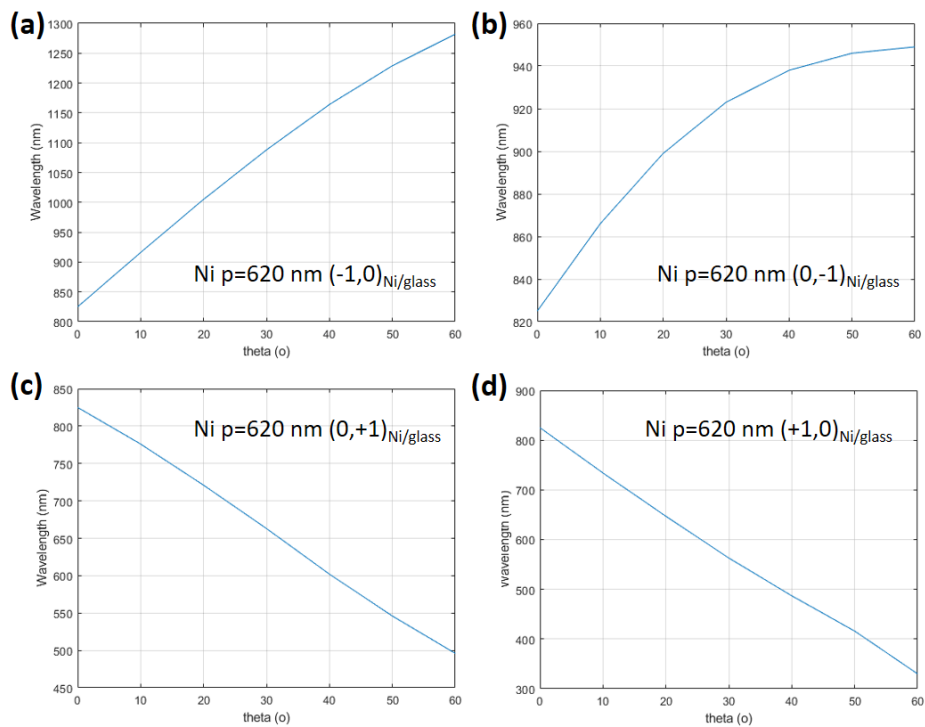 (a)
1300
1250
1200
1150
1100
1050
1000
950
900
850
800
0 10 20 30 40 50 60
Wavelength (nm)
theta (o)
Ni p=620 nm (-1,0)Ni/glass
(b)
960
940
920
900
880
860
840
820
0 10 20 30 40 50 60
Wavelength (nm)
theta (o)
Ni p=620 nm (0,-1)Ni/glass
(c)
850
800
750
700
650
600
550
500
450
0 10 20 30 40 50 60
Wavelength (nm)
theta (o)
Ni p=620 nm (0,+1)Ni/glass
(d)
900
800
700
600
500
400
300
0 10 20 30 40 50 60
Wavelength (nm)
theta (o)
Ni p=620 nm (+1,0)Ni/glass